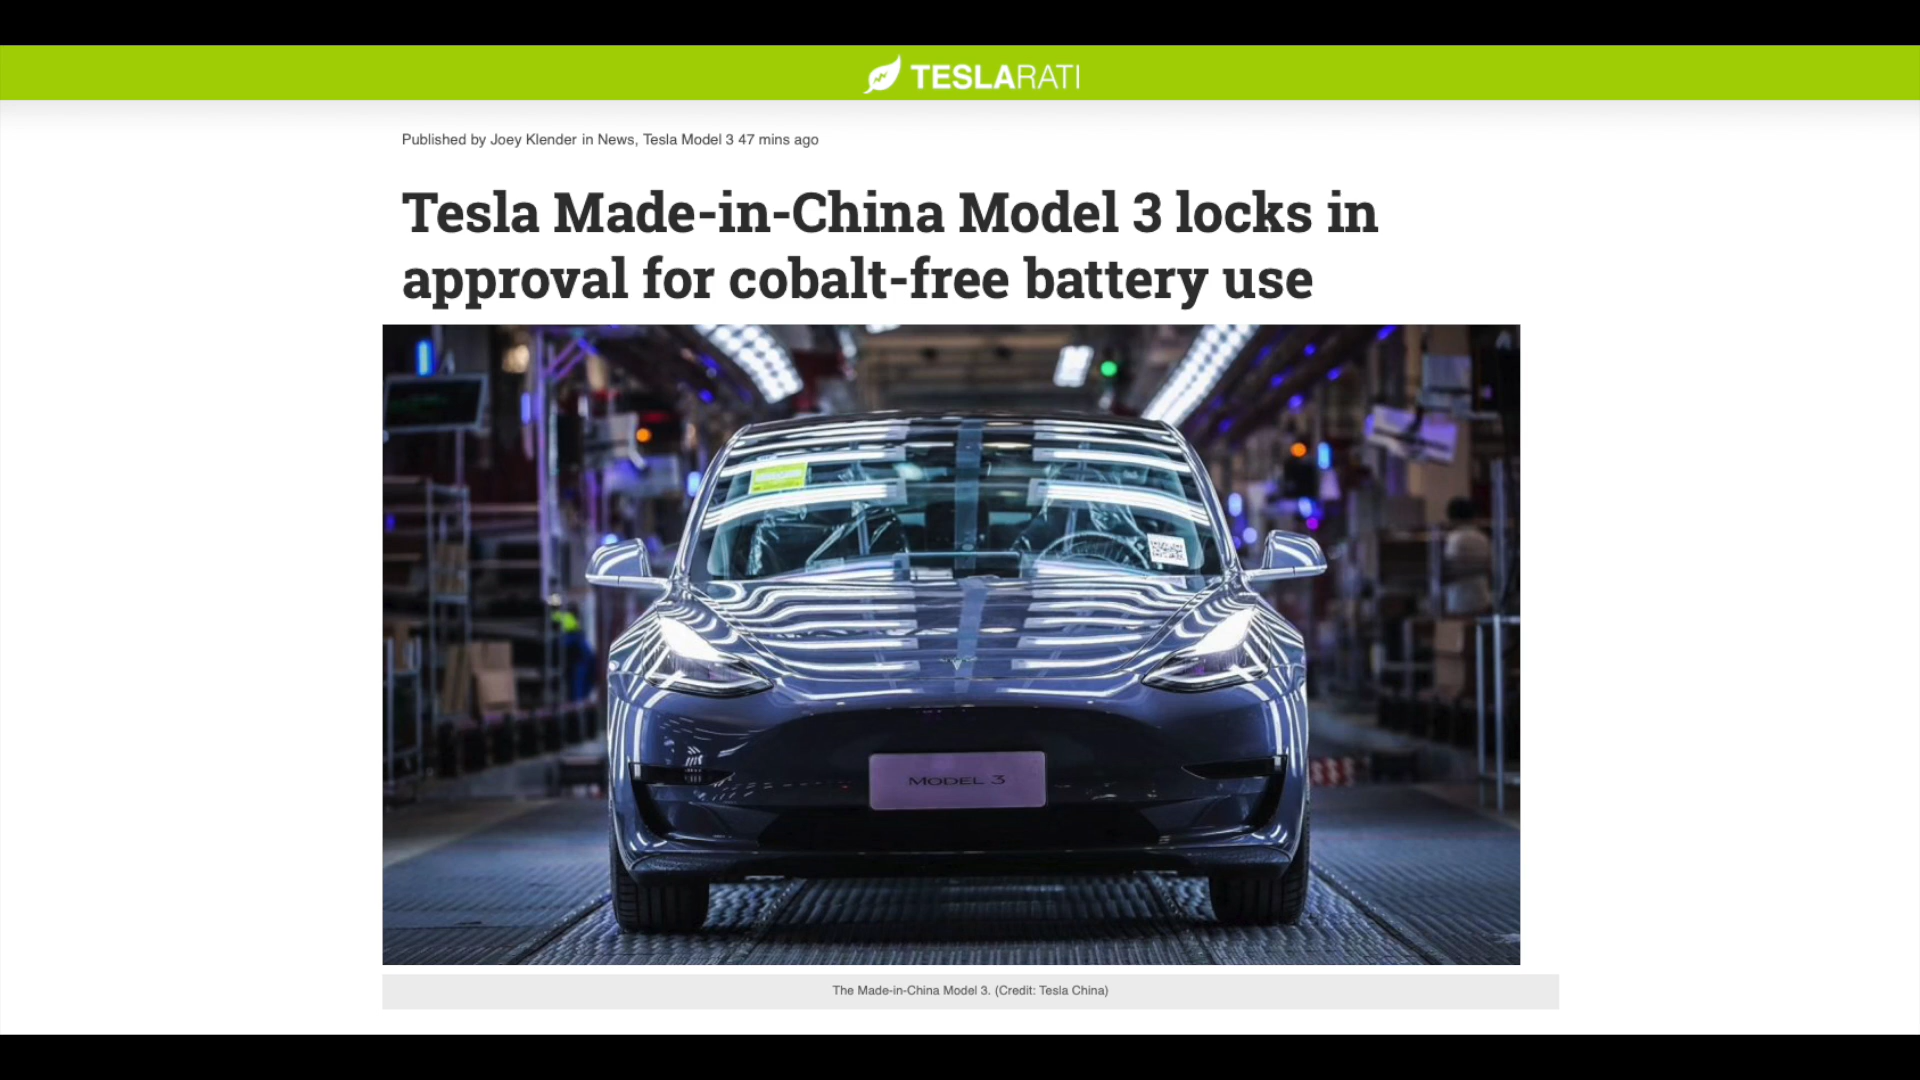 TESLARATI
Published by Joey Klender in News, Tesla Model 3 47 mins ago
Tesla Made-in-China Model 3 locks in
approval for cobalt-free battery use
MODEL 3
The Made-in-China Model 3. (Credit: Tesla China)